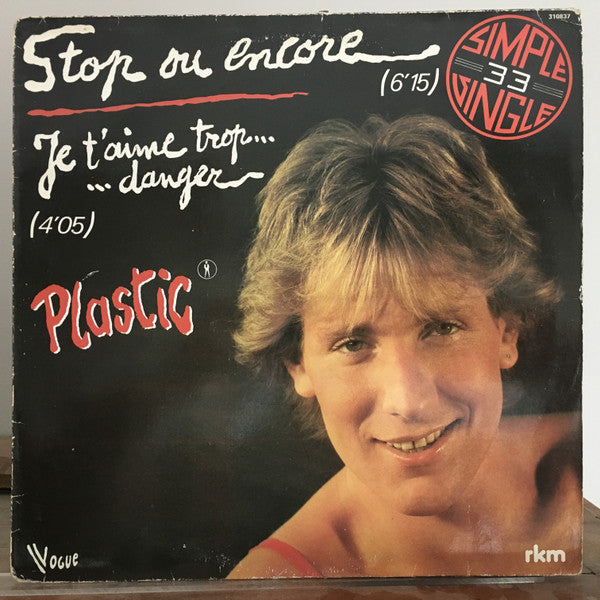 310837
Stop ou encore
(6'15)
SIMPLE
33
SINGLE
Je t'aime trop...
...danger
(4'05)
Plastic
VOGUE
rkm